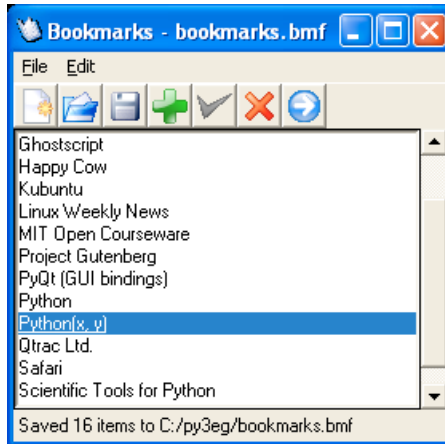 Bookmarks - bookmarks.bmf
File Edit
Ghostscript
Happy Cow
Kubuntu
Linux Weekly News
MIT Open Courseware
Project Gutenberg
PyQt (GUI bindings)
Python
Python(x, y)
Qtrac Ltd.
Safari
Scientific Tools for Python
Saved 16 items to C:/py3eg/bookmarks.bmf